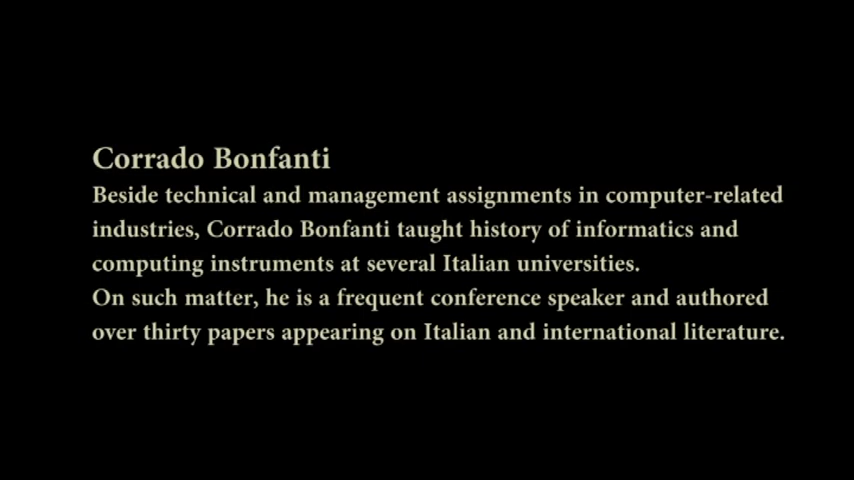 Corrado Bonfanti
Beside technical and management assignments in computer-related
industries, Corrado Bonfanti taught history of informatics and
computing instruments at several Italian universities.
On such matter, he is a frequent conference speaker and authored
over thirty papers appearing on Italian and international literature.